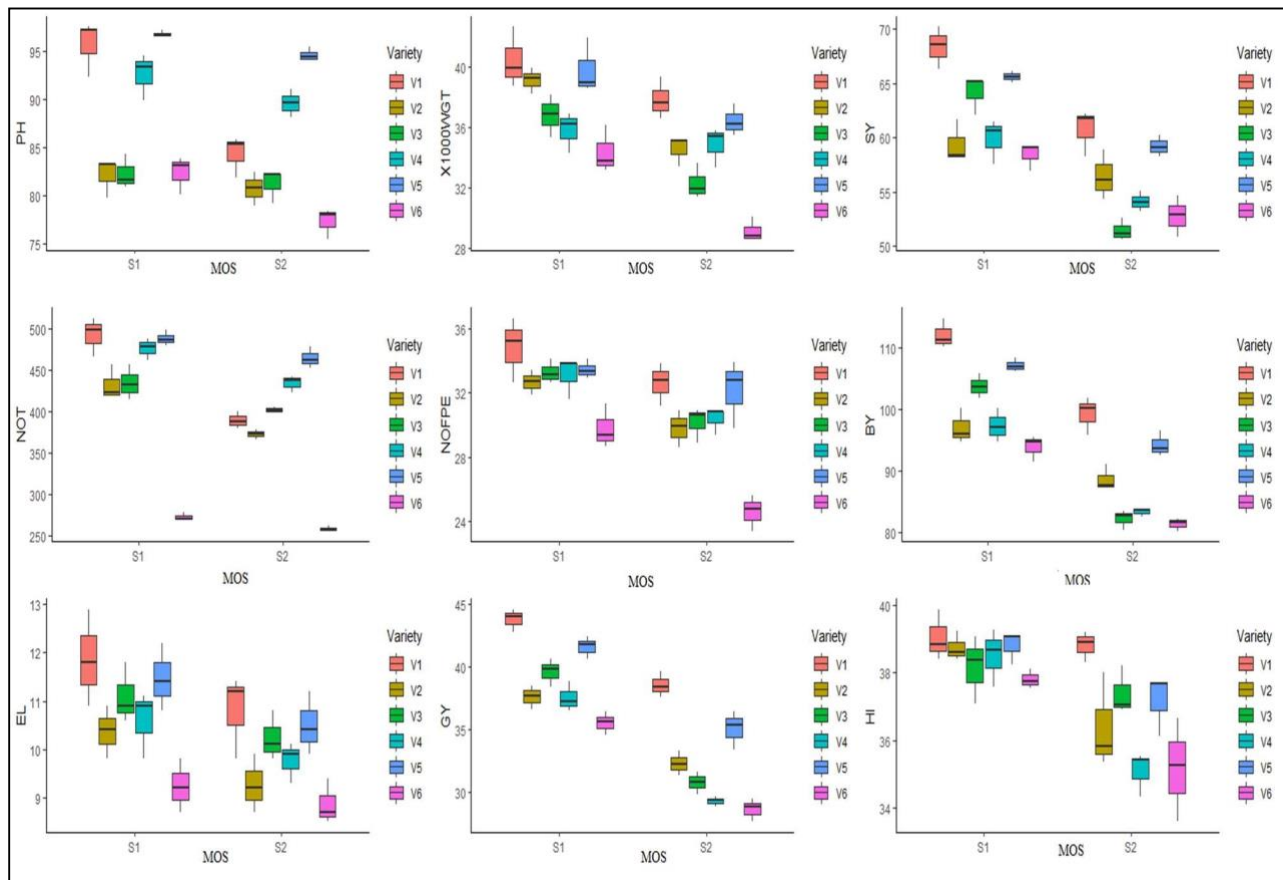 PH
95
90
85
80
75
S1
S2
MOS
Variety
V1
V2
V3
V4
V5
V6
X1000WGT
40
36
32
28
S1
S2
MOS
Variety
V1
V2
V3
V4
V5
V6
SY
70
65
60
55
50
S1
S2
MOS
Variety
V1
V2
V3
V4
V5
V6
NOT
500
450
400
350
300
250
S1
S2
MOS
Variety
V1
V2
V3
V4
V5
V6
NOFPE
36
32
28
24
S1
S2
MOS
Variety
V1
V2
V3
V4
V5
V6
BY
110
100
90
80
S1
S2
MOS
Variety
V1
V2
V3
V4
V5
V6
EL
13
12
11
10
9
S1
S2
MOS
Variety
V1
V2
V3
V4
V5
V6
GY
45
40
35
30
S1
S2
MOS
Variety
V1
V2
V3
V4
V5
V6
HI
40
38
36
34
S1
S2
MOS
Variety
V1
V2
V3
V4
V5
V6